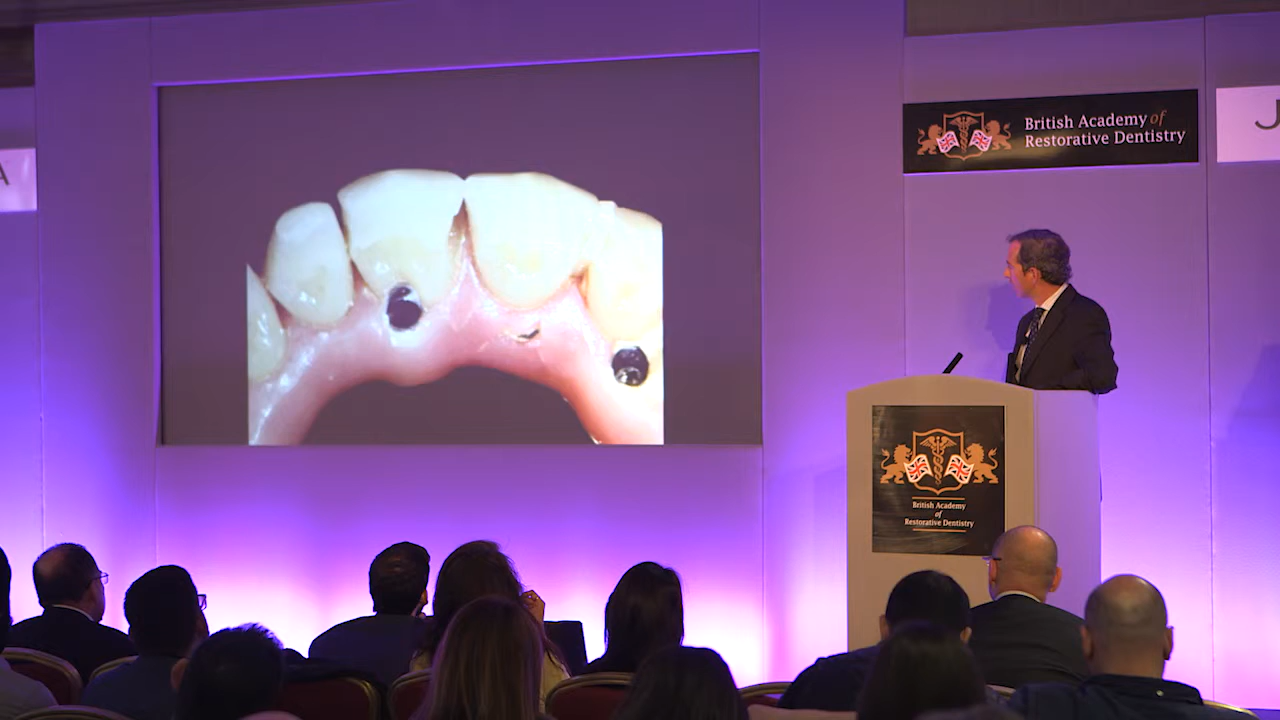 A
British Academy of
Restorative Dentistry
J
British Academy
of
Restorative Dentistry